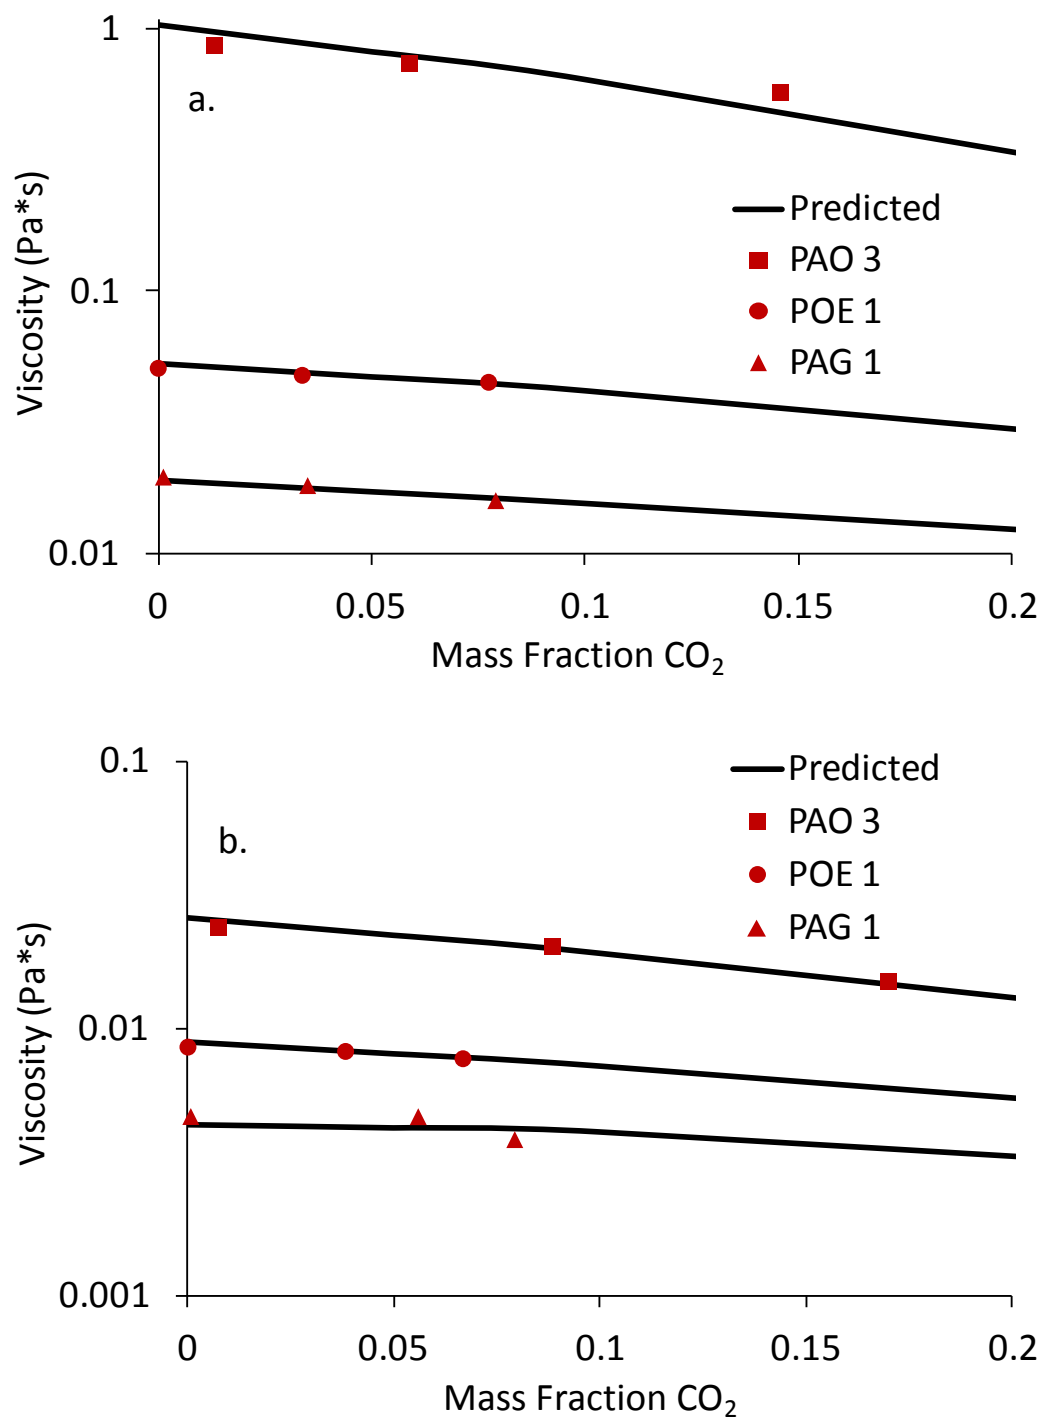 1
a.
Predicted
PAO 3
0.1
POE 1
PAG 1
0.01
0 0.05 0.1 0.15 0.2
Viscosity (Pa*s)
Mass Fraction CO₂
0.1
Predicted
PAO 3
b.
POE 1
PAG 1
0.01
0.001
0 0.05 0.1 0.15 0.2
Viscosity (Pa*s)
Mass Fraction CO₂